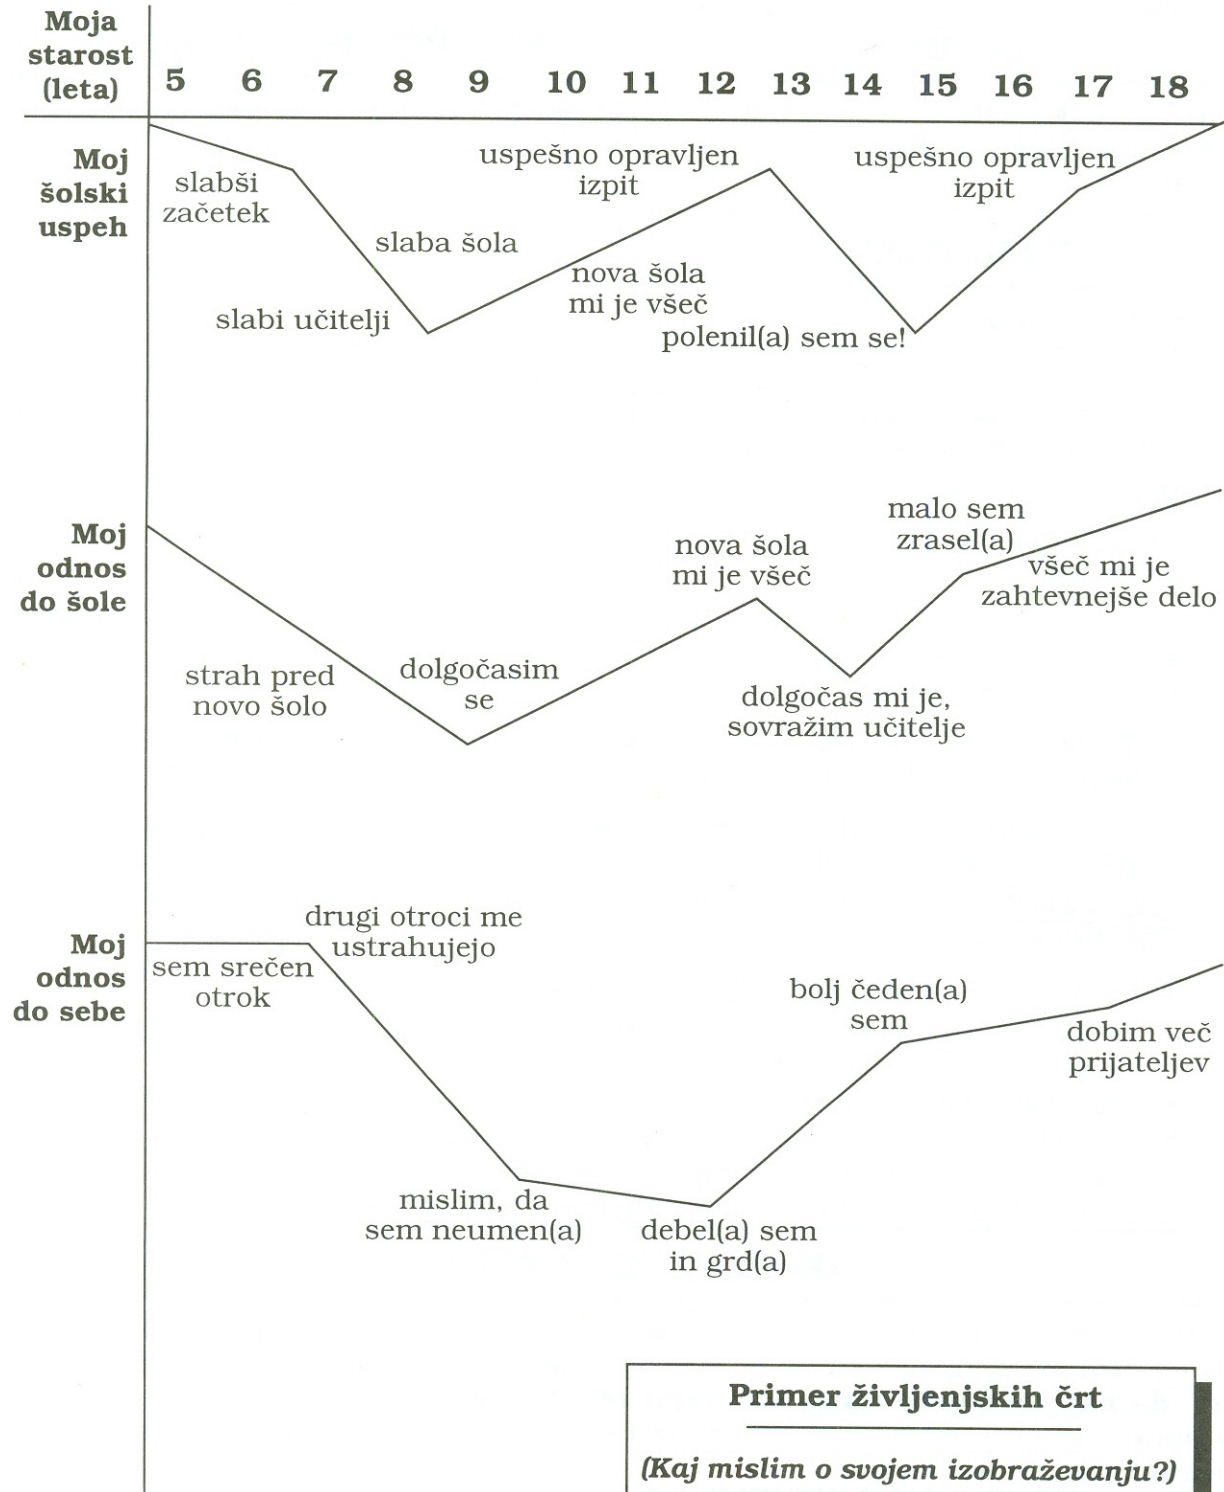 Moja
starost
(leta)
5 6 7 8 9 10 11 12 13 14 15 16 17 18
Moj
šolski
uspeh
slabši
začetek
slabi učitelji
slaba šola
uspešno opravljen
izpit
nova šola
mi je všeč
polenil(a) sem se!
uspešno opravljen
izpit
Moj
odnos
do šole
strah pred
novo šolo
dolgočasim
se
nova šola
mi je všeč
dolgočas mi je,
sovražim učitelje
malo sem
zrasel(a)
všeč mi je
zahtevnejše delo
Moj
odnos
do sebe
sem srečen
otrok
drugi otroci me
ustrahujejo
mislim, da
sem neumen(a)
debel(a) sem
in grd(a)
bolj čeden(a)
sem
dobim več
prijateljev
Primer življenjskih črt
(Kaj mislim o svojem izobraževanju?)